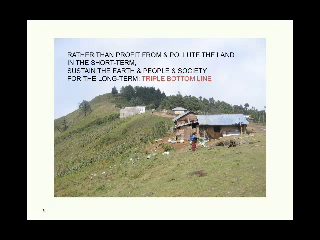 RATHER THAN PROFIT FROM & POLLUTE THE LAND
IN THE SHORT-TERM,
SUSTAIN THE EARTH & PEOPLE & SOCIETY
FOR THE LONG-TERM: TRIPLE BOTTOM LINE